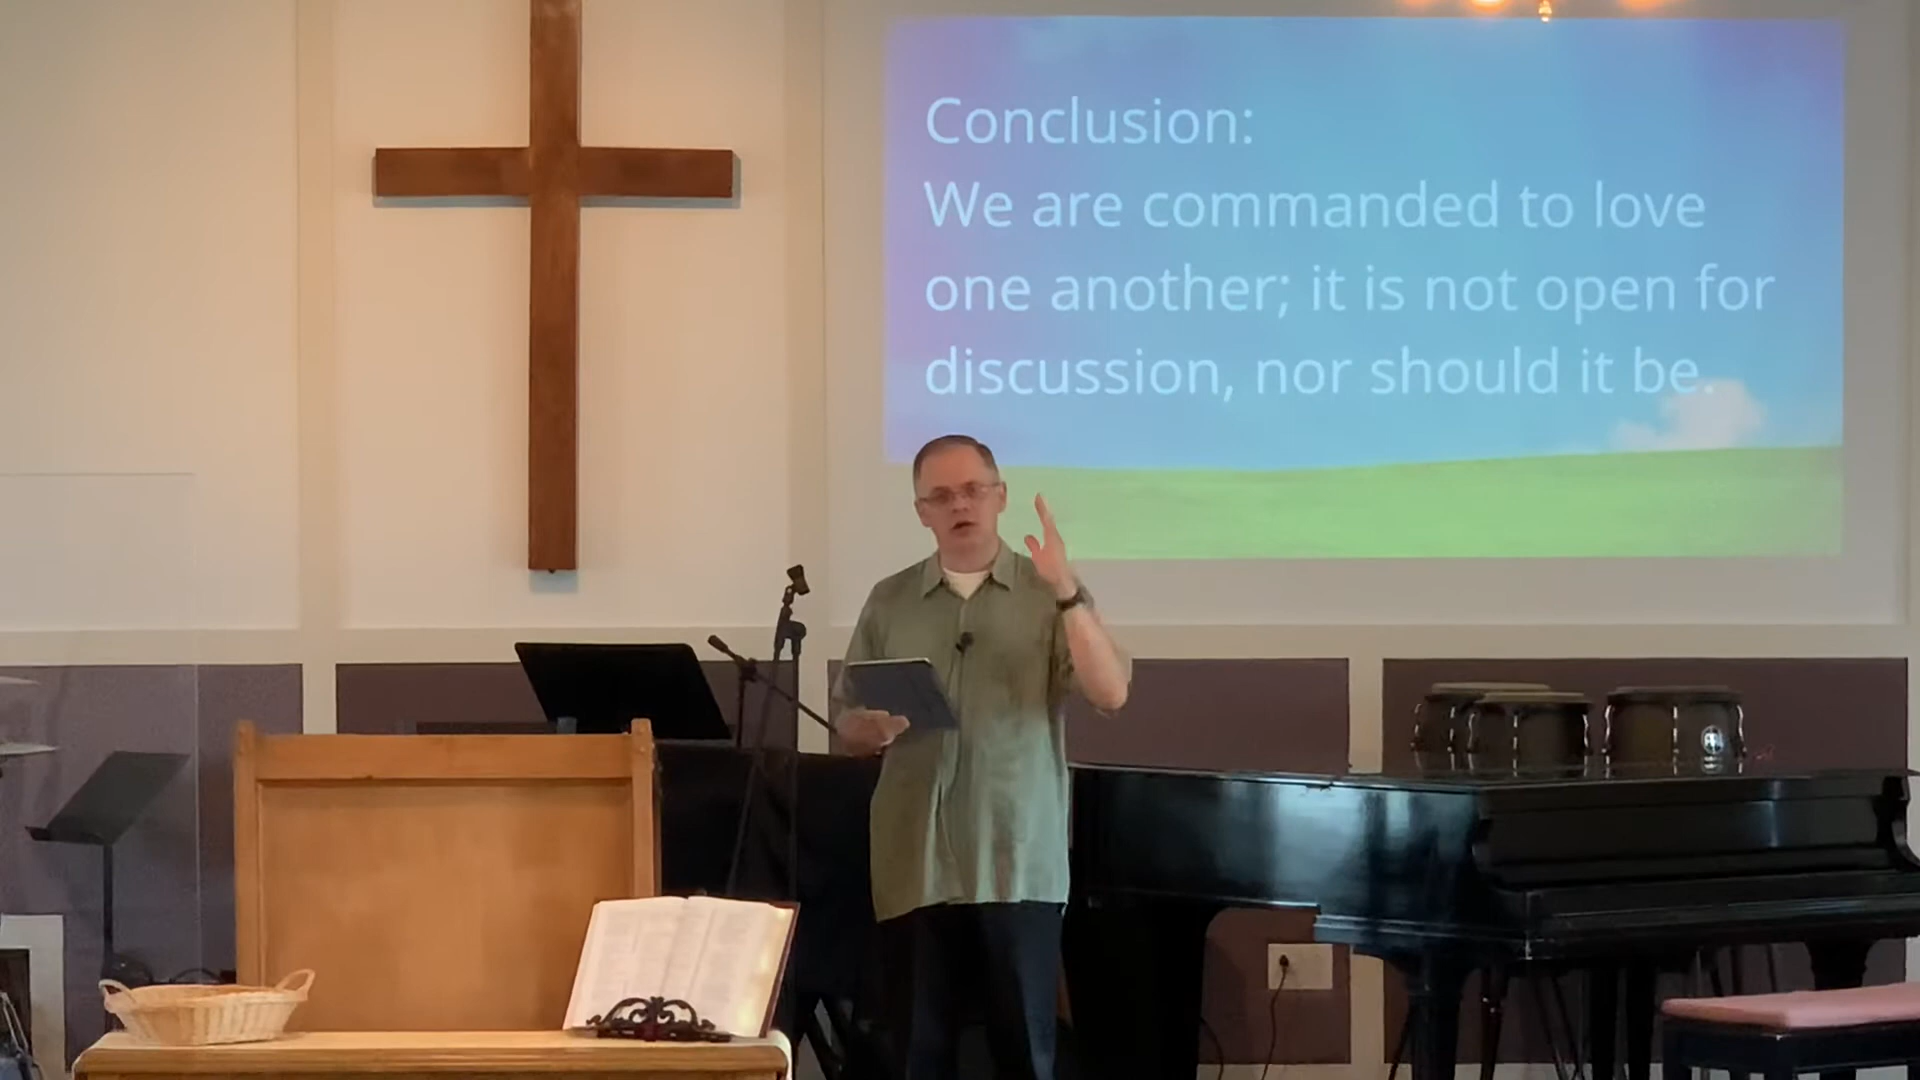 Conclusion:
We are commanded to love
one another; it is not open for
discussion, nor should it be.